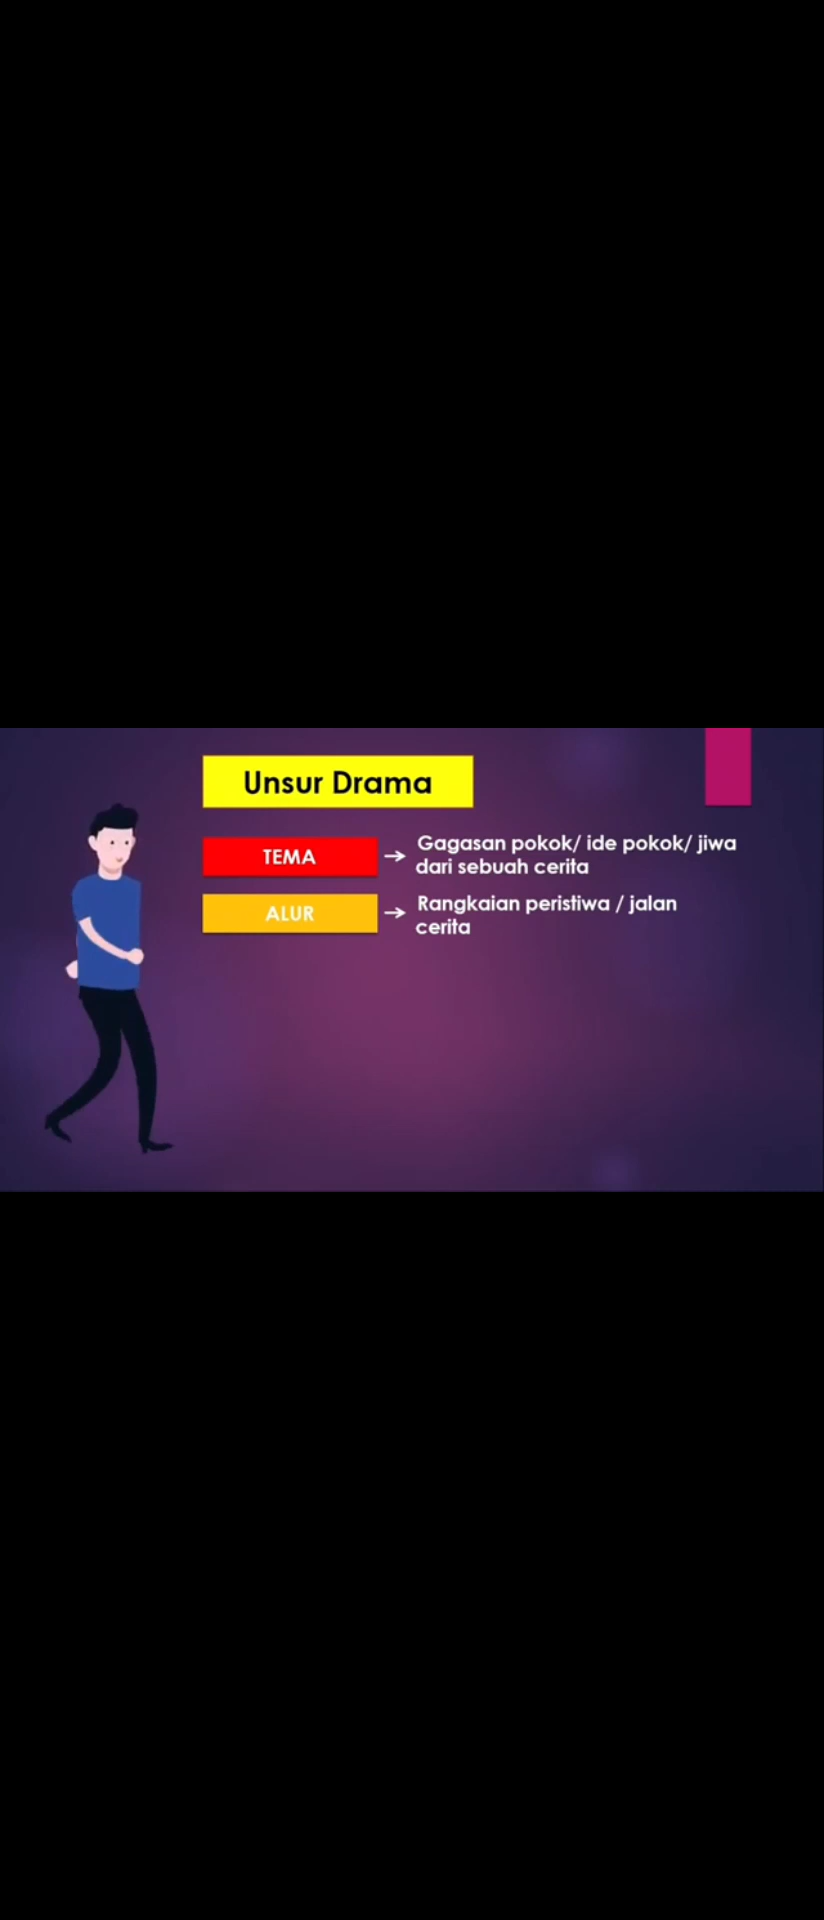 Unsur Drama
TEMA
Gagasan pokok/ ide pokok/ jiwa
dari sebuah cerita
ALUR
Rangkaian peristiwa / jalan
cerita